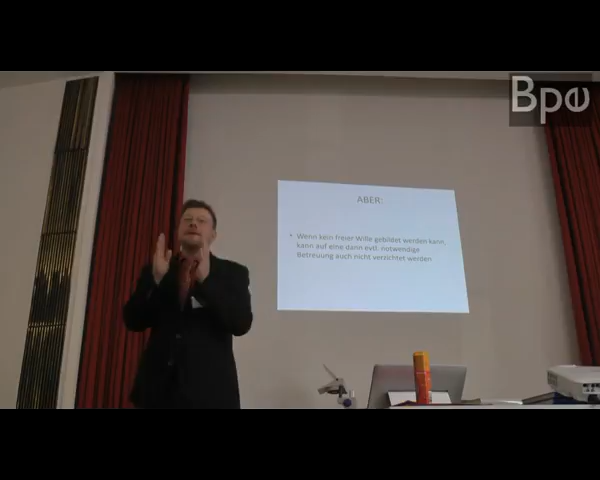 Bpe
ABER:
• Wenn kein freier Wille gebildet werden kann,
kann auf eine dann evtl. notwendige
Betreuung auch nicht verzichtet werden